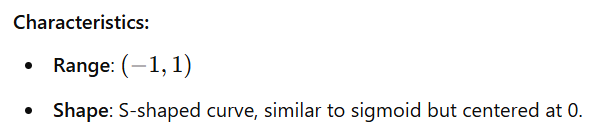 Characteristics:
• Range: (−1, 1)
• Shape: S-shaped curve, similar to sigmoid but centered at 0.